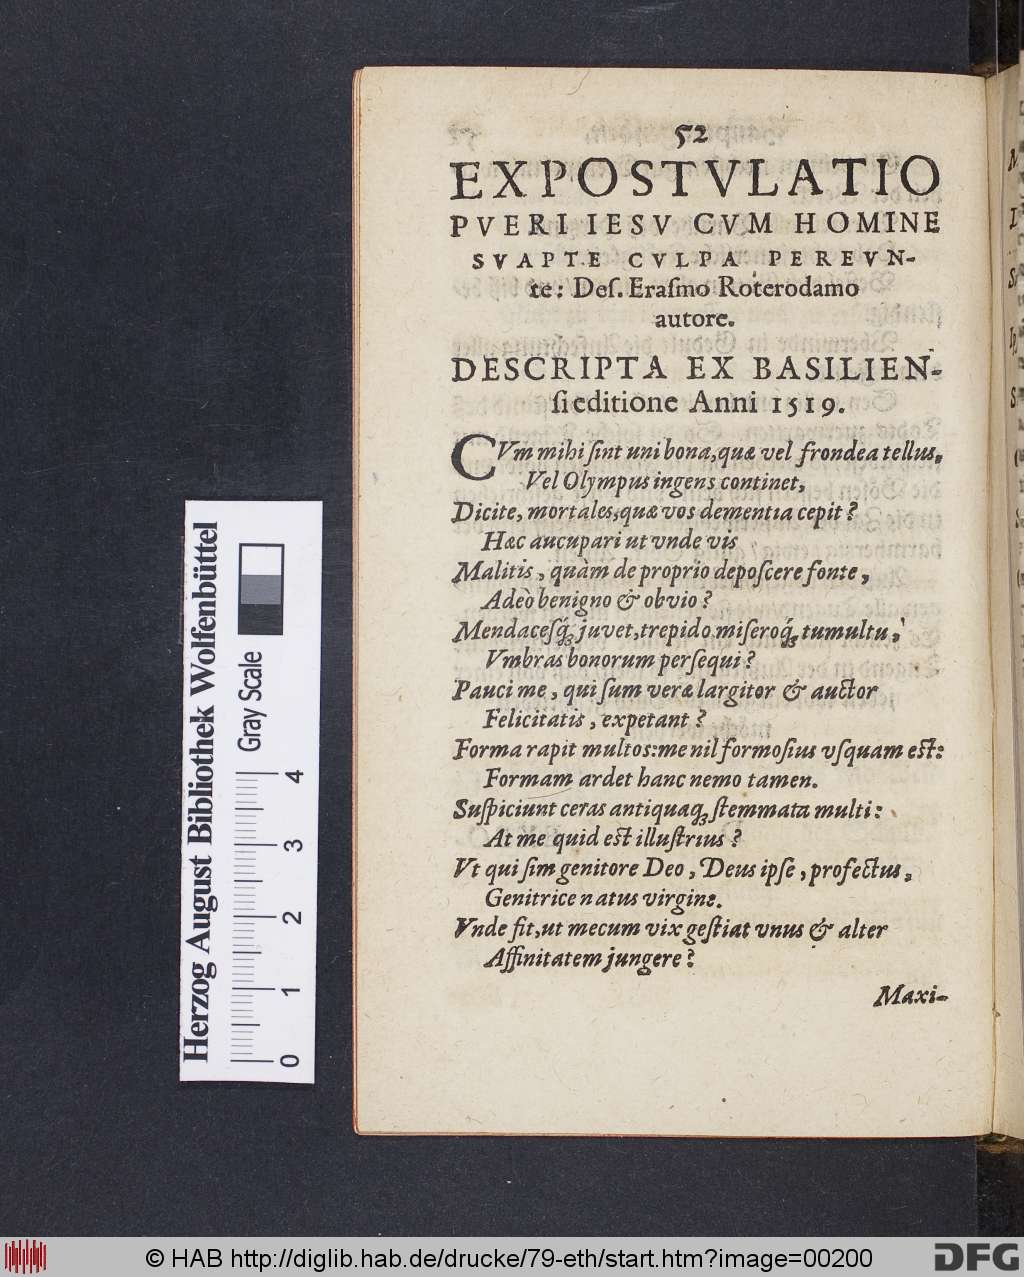 52
EXPOSTVLATIO
PVERI IESV CVM HOMINE
SVAPTE CVLPA PEREVN-
te: Deſ. Eraſmo Roterodamo
autore.
DESCRIPTA EX BASILIEN-
ſi editione Anni 1519.
CVm mihi ſint uni bona, quæ vel frondea tellus,
Vel Olympus ingens continet,
Dicite, mortales, quæ vos dementia cepit?
Hæc aucupari ut vnde vis
Malitis, quàm de proprio depoſcere fonte,
Adeò benigno & obvio?
Mendaceſq́ꝫ juvet, trepido miſeroq́ꝫ tumultu,
Vmbras bonorum perſequi?
Pauci me, qui ſum veræ largitor & auctor
Felicitatis, expetant?
Forma rapit multos: me nil formoſius vſquam eſt:
Formam ardet hanc nemo tamen.
Suſpiciunt ceras antiquaqꝫ ſtemmata multi:
At me quid eſt illuſtrius?
Vt qui ſim genitore Deo, Deus ipſe, profectus,
Genitrice natus virgine.
Vnde fit, ut mecum vix geſtiat vnus & alter
Affinitatem jungere?
Maxi-
Herzog August Bibliothek Wolfenbüttel
Gray Scale
0 1 2 3 4
© HAB http://diglib.hab.de/drucke/79-eth/start.htm?image=00200
DFG